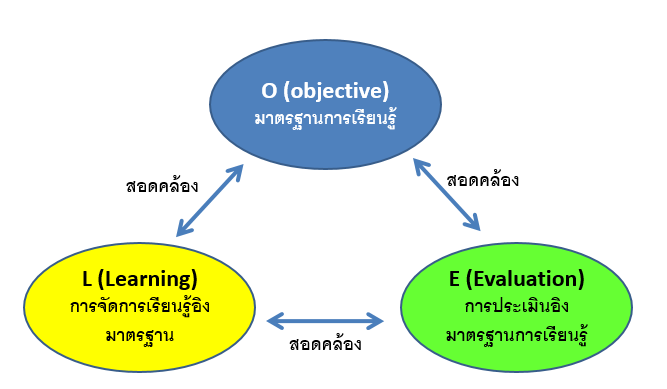 O (objective)
มาตรฐานการเรียนรู้
สอดคล้อง
สอดคล้อง
L (Learning)
การจัดการเรียนรู้อิง
มาตรฐาน
E (Evaluation)
การประเมินอิง
มาตรฐานการเรียนรู้
สอดคล้อง